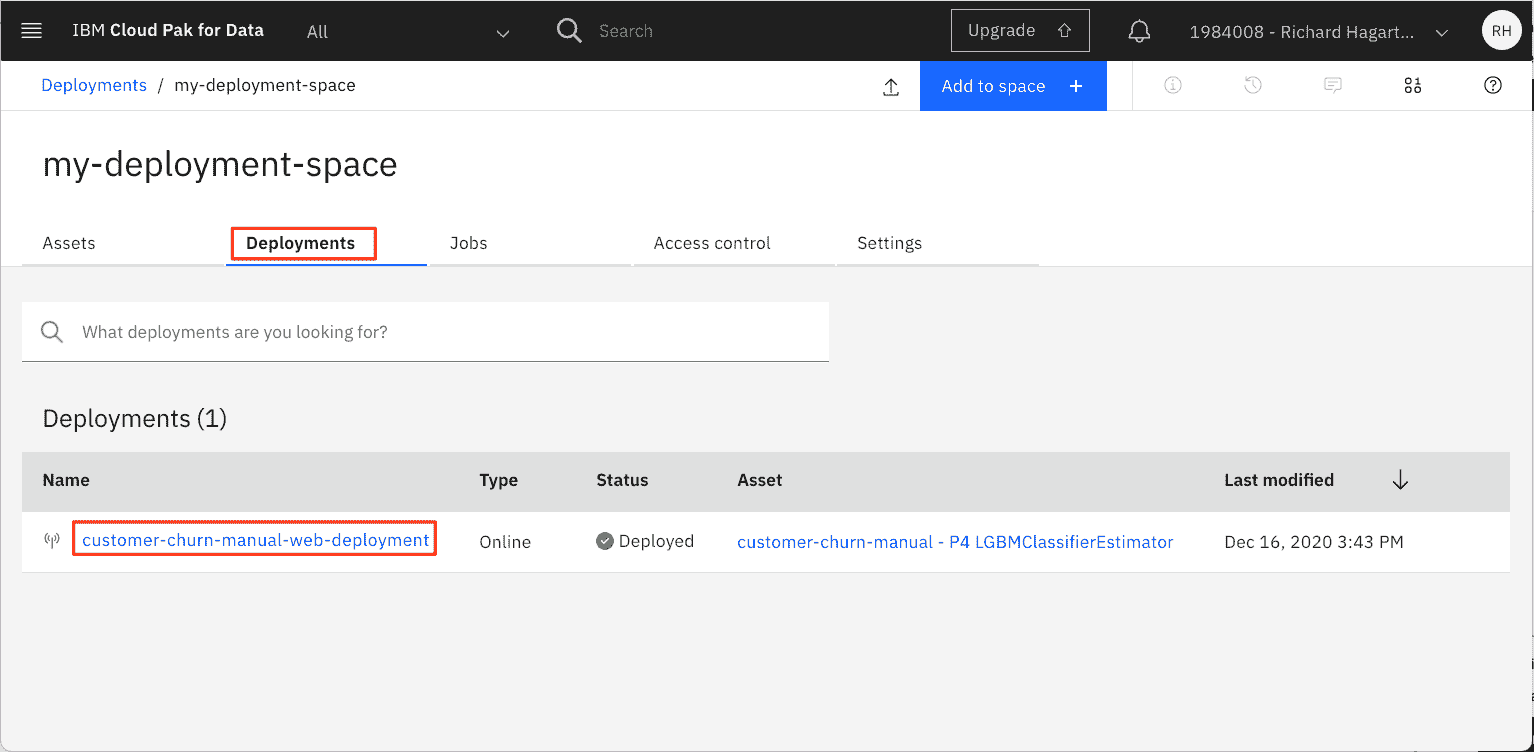 IBM Cloud Pak for Data All Search Upgrade 1984008 - Richard Hagart... RH
Deployments / my-deployment-space Add to space +
my-deployment-space
Assets Deployments Jobs Access control Settings
What deployments are you looking for?
Deployments (1)
Name Type Status Asset Last modified
customer-churn-manual-web-deployment Online Deployed customer-churn-manual - P4 LGBMClassifierEstimator Dec 16, 2020 3:43 PM